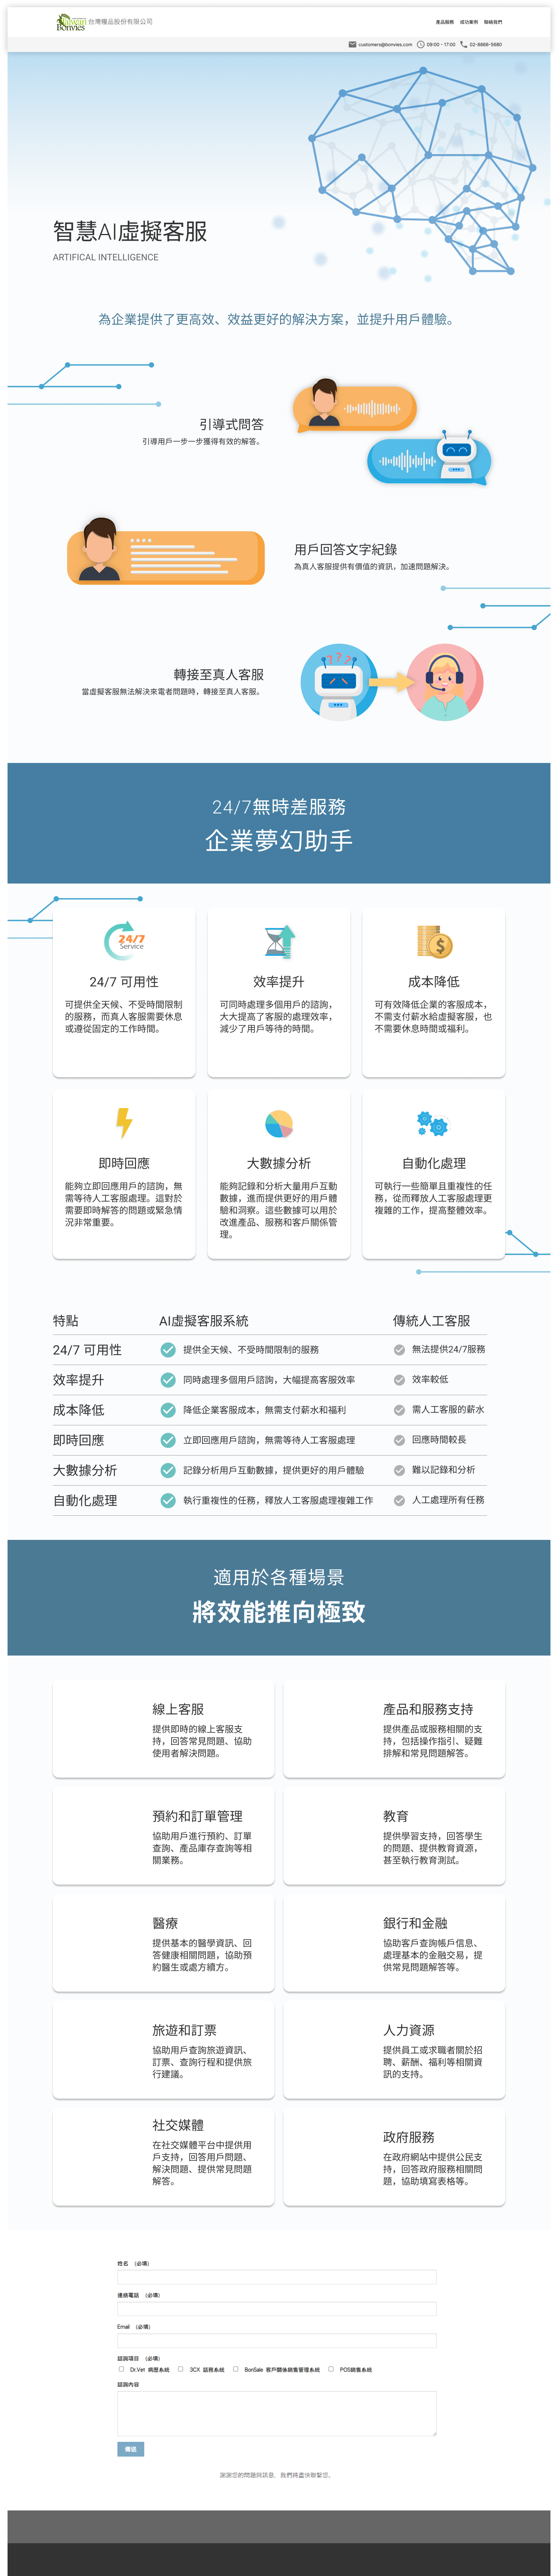 Taiwan
Bonvies
台灣糧品股份有限公司
產品服務 成功案例 聯絡我們
customers@bonvies.com 09:00 - 17:00 02-8866-5680
智慧AI虛擬客服
ARTIFICAL INTELLIGENCE
為企業提供了更高效、效益更好的解決方案，並提升用戶體驗。
引導式問答
引導用戶一步一步獲得有效的解答。
用戶回答文字紀錄
為真人客服提供有價值的資訊，加速問題解決。
轉接至真人客服
當虛擬客服無法解決來電者問題時，轉接至真人客服。
???
24/7無時差服務
企業夢幻助手
24/7
Service
24/7 可用性
可提供全天候、不受時間限制
的服務，而真人客服需要休息
或遵從固定的工作時間。
效率提升
可同時處理多個用戶的諮詢，
大大提高了客服的處理效率，
減少了用戶等待的時間。
$
成本降低
可有效降低企業的客服成本，
不需支付薪水給虛擬客服，也
不需要休息時間或福利。
即時回應
能夠立即回應用戶的諮詢，無
需等待人工客服處理。這對於
需要即時解答的問題或緊急情
況非常重要。
大數據分析
能夠記錄和分析大量用戶互動
數據，進而提供更好的用戶體
驗和洞察。這些數據可以用於
改進產品、服務和客戶關係管
理。
自動化處理
可執行一些簡單且重複性的任
務，從而釋放人工客服處理更
複雜的工作，提高整體效率。
特點 AI虛擬客服系統 傳統人工客服
24/7 可用性 提供全天候、不受時間限制的服務 無法提供24/7服務
效率提升 同時處理多個用戶諮詢，大幅提高客服效率 效率較低
成本降低 降低企業客服成本，無需支付薪水和福利 需人工客服的薪水
即時回應 立即回應用戶諮詢，無需等待人工客服處理 回應時間較長
大數據分析 記錄分析用戶互動數據，提供更好的用戶體驗 難以記錄和分析
自動化處理 執行重複性的任務，釋放人工客服處理複雜工作 人工處理所有任務
適用於各種場景
將效能推向極致
線上客服
提供即時的線上客服支
持，回答常見問題、協助
使用者解決問題。
產品和服務支持
提供產品或服務相關的支
持，包括操作指引、疑難
排解和常見問題解答。
預約和訂單管理
協助用戶進行預約、訂單
查詢、產品庫存查詢等相
關業務。
教育
提供學習支持，回答學生
的問題、提供教育資源，
甚至執行教育測試。
醫療
提供基本的醫學資訊、回
答健康相關問題，協助預
約醫生或處方續方。
銀行和金融
協助客戶查詢帳戶信息、
處理基本的金融交易，提
供常見問題解答等。
旅遊和訂票
協助用戶查詢旅遊資訊、
訂票、查詢行程和提供旅
行建議。
人力資源
提供員工或求職者關於招
聘、薪酬、福利等相關資
訊的支持。
社交媒體
在社交媒體平台中提供用
戶支持，回答用戶問題、
解決問題、提供常見問題
解答。
政府服務
在政府網站中提供公民支
持，回答政府服務相關問
題，協助填寫表格等。
姓名 （必填）
連絡電話 （必填）
Email （必填）
諮詢項目 （必填）
Dr.Vet 病歷系統 3CX 話務系統 BonSale 客戶關係銷售管理系統 POS銷售系統
諮詢內容
傳送
謝謝您的問題與訊息，我們將盡快聯繫您。